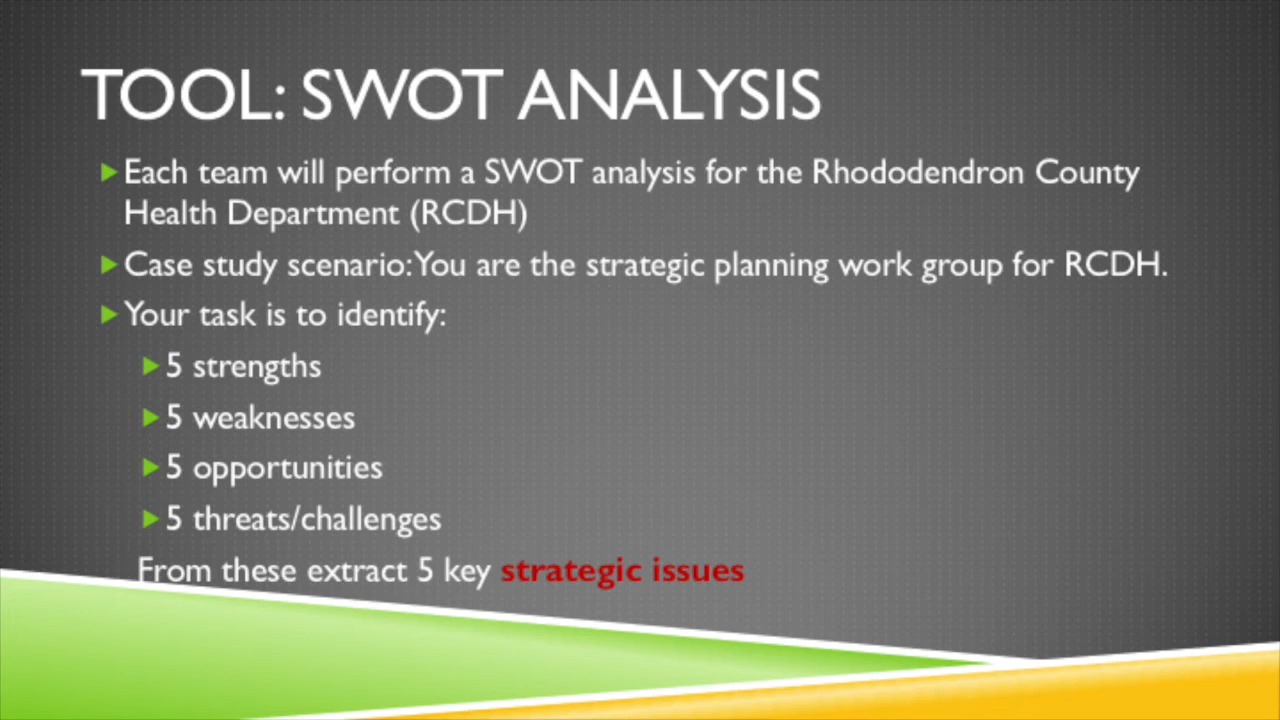 TOOL: SWOT ANALYSIS
Each team will perform a SWOT analysis for the Rhododendron County
Health Department (RCDH)
Case study scenario: You are the strategic planning work group for RCDH.
Your task is to identify:
5 strengths
5 weaknesses
5 opportunities
5 threats/challenges
From these extract 5 key strategic issues